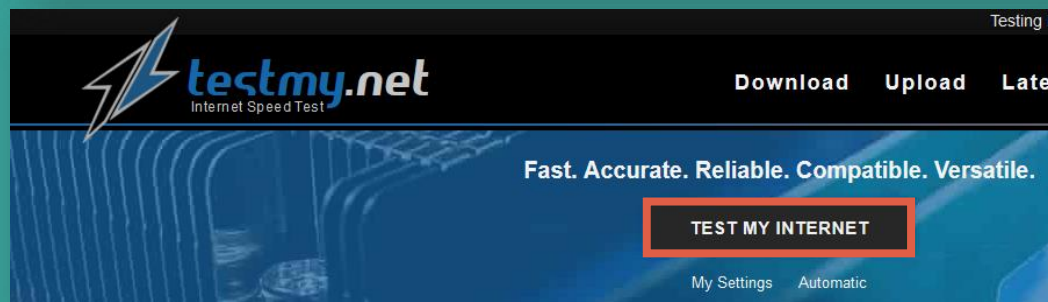 Testing
testmy.net
Internet Speed Test
Download Upload Late
Fast. Accurate. Reliable. Compatible. Versatile.
TEST MY INTERNET
My Settings Automatic